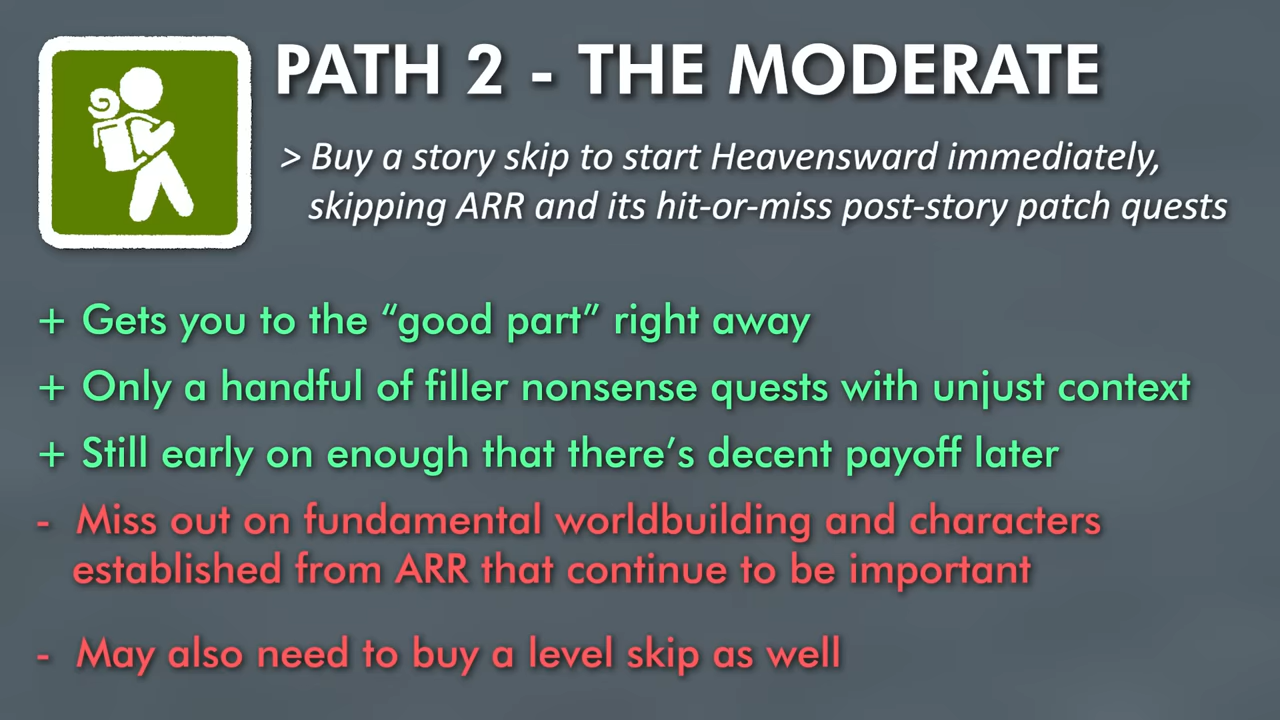 PATH 2 - THE MODERATE
> Buy a story skip to start Heavensward immediately,
skipping ARR and its hit-or-miss post-story patch quests
+ Gets you to the “good part” right away
+ Only a handful of filler nonsense quests with unjust context
+ Still early on enough that there’s decent payoff later
- Miss out on fundamental worldbuilding and characters
established from ARR that continue to be important
- May also need to buy a level skip as well